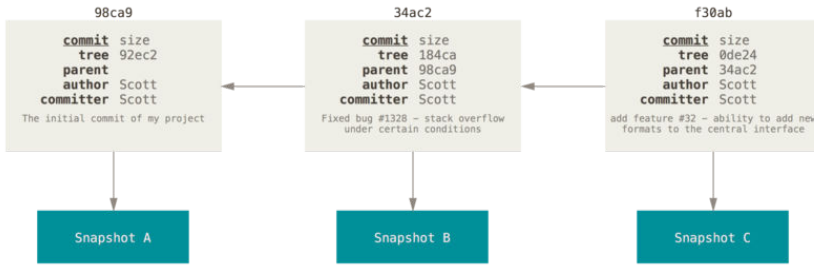 98ca9
commit size
tree 92ec2
parent
author Scott
committer Scott
The initial commit of my project
Snapshot A
34ac2
commit size
tree 184ca
parent 98ca9
author Scott
committer Scott
Fixed bug #1328 – stack overflow
under certain conditions
Snapshot B
f30ab
commit size
tree 0de24
parent 34ac2
author Scott
committer Scott
add feature #32 – ability to add new
formats to the central interface
Snapshot C